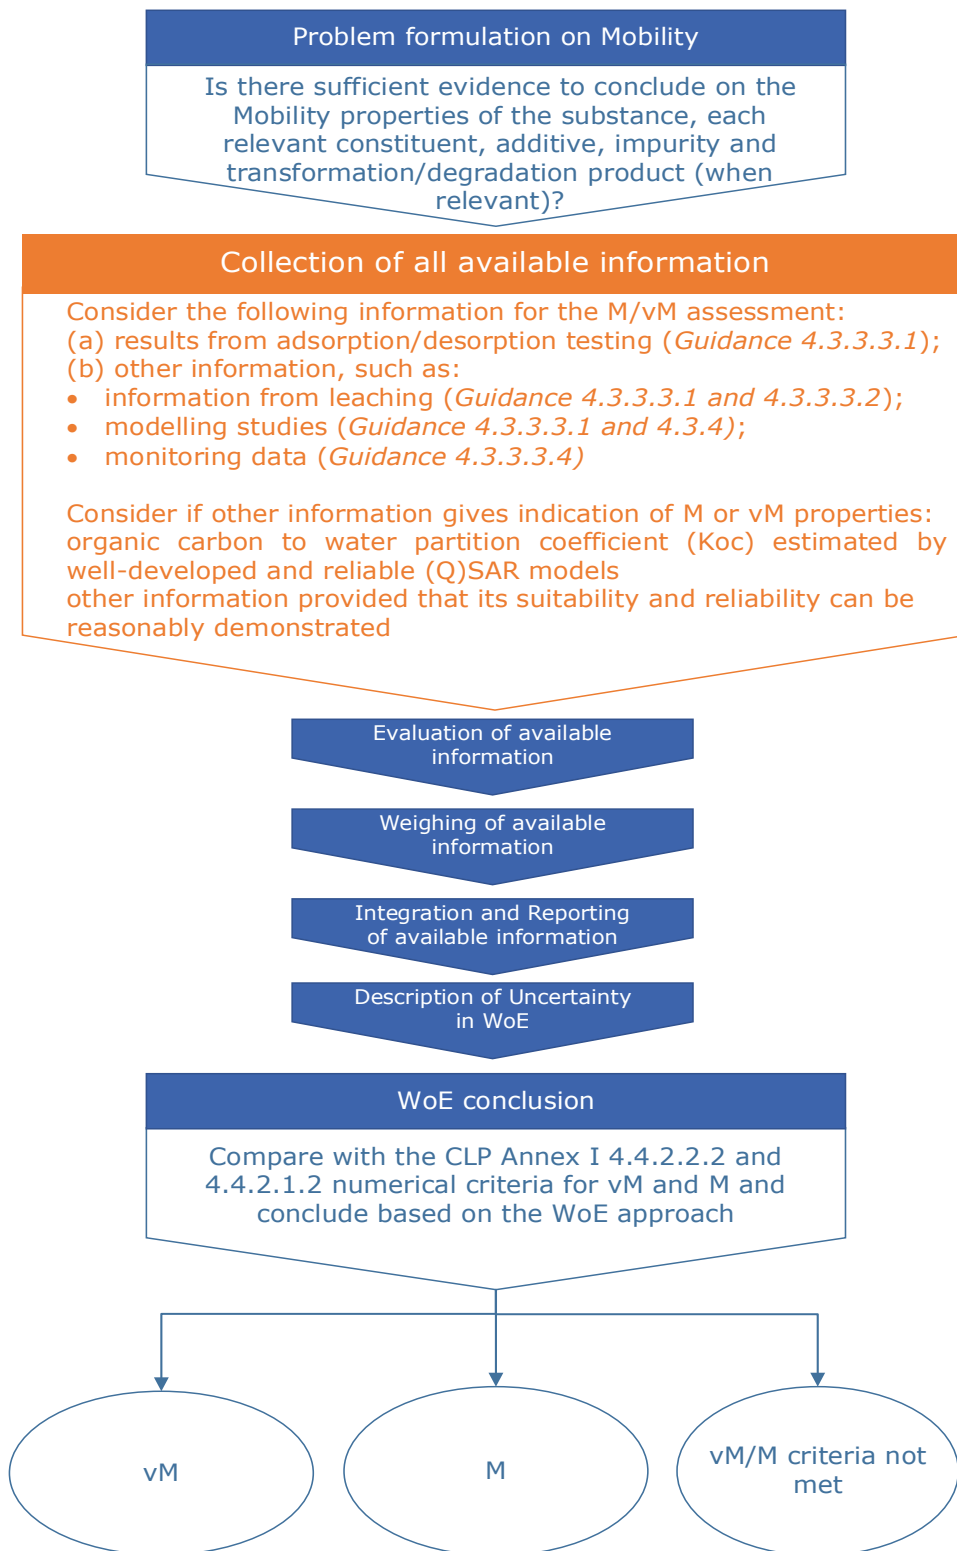 Problem formulation on Mobility
Is there sufficient evidence to conclude on the
Mobility properties of the substance, each
relevant constituent, additive, impurity and
transformation/degradation product (when
relevant)?
Collection of all available information
Consider the following information for the M/vM assessment:
(a) results from adsorption/desorption testing (Guidance 4.3.3.3.1);
(b) other information, such as:
• information from leaching (Guidance 4.3.3.3.1 and 4.3.3.3.2);
• modelling studies (Guidance 4.3.3.3.1 and 4.3.4);
• monitoring data (Guidance 4.3.3.3.4)
Consider if other information gives indication of M or vM properties:
organic carbon to water partition coefficient (Koc) estimated by
well-developed and reliable (Q)SAR models
other information provided that its suitability and reliability can be
reasonably demonstrated
Evaluation of available
information
Weighing of available
information
Integration and Reporting
of available information
Description of Uncertainty
in WoE
WoE conclusion
Compare with the CLP Annex I 4.4.2.2.2 and
4.4.2.1.2 numerical criteria for vM and M and
conclude based on the WoE approach
vM
M
vM/M criteria not
met